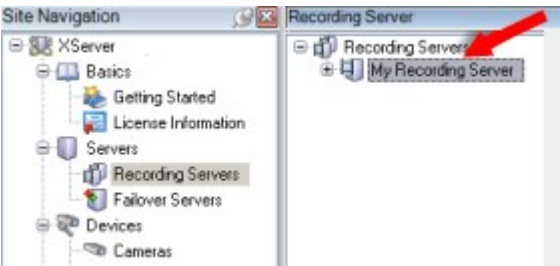 Site Navigation
XServer
Basics
Getting Started
License Information
Servers
Recording Servers
Failover Servers
Devices
Cameras
Recording Server
Recording Servers
My Recording Server